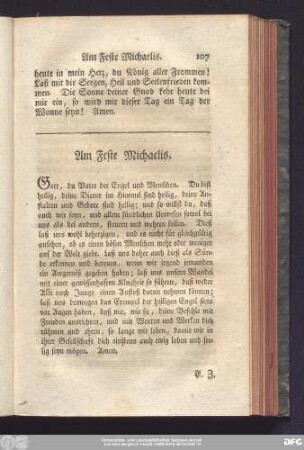 Am Feste Michaelis. 107
heute in mein Herz, du König aller Frommen!
Laß mit dir Seegen, Heil und Seelenfrieden kom-
men. Die Sonne deiner Gnad kehr heute bei
mir ein, so wird mir dieser Tag ein Tag der
Wonne seyn! Amen.
Am Feste Michaelis.
Gott, du Vater der Engel und Menschen. Du bist
heilig, deine Diener im Himmel sind heilig, deine An-
stalten und Gebote sind heilig; und so willst du, daß
auch wir seyn, und allem sündlichen Unwesen sowol bei
uns als bei andern, steuern und wehren sollen. Dieß
laß uns wohl beherzigen, und es nicht für gleichgültig
ansehen, ob es einen bösen Menschen mehr oder weniger
auf der Welt giebt. laß uns daher auch dieß als Sün-
de erkennen und bereuen, wenn wir jemand irgendwo
ein Aergerniß gegeben haben; laß unsern Wandel
mit einer gewissenhaften Klugheit so führen, daß weder
Alte noch Junge einen Anstoß daran nehmen können;
laß uns deswegen das Exempel der heiligen Engel stets
vor Augen haben, daß wir, wie sie, deine Befehle mit
Freuden ausrichten, und mit Worten und Werken dich
rühmen und ehren, so lange wir leben, damit wir in
ihrer Gesellschaft dich einstens auch ewig loben und se-
lig seyn mögen. Amen.
P. J.
DFG